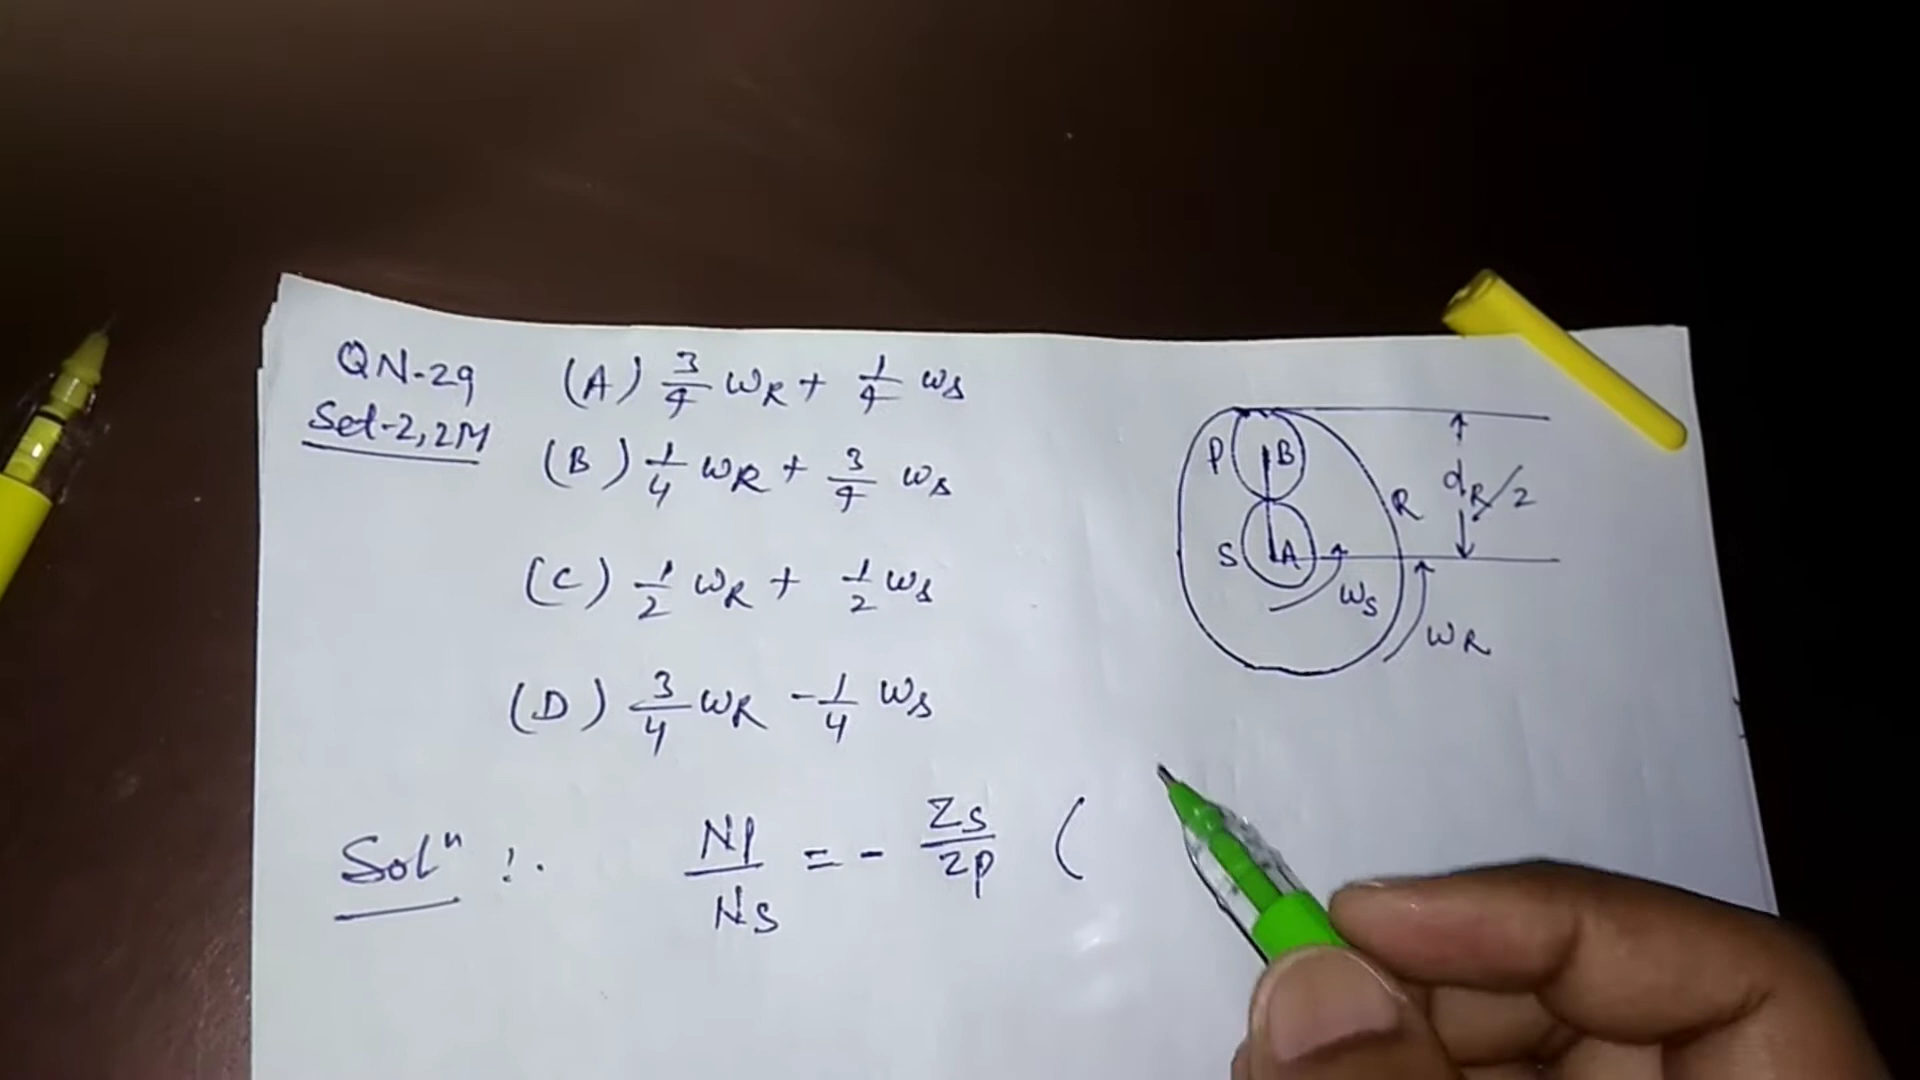 QN-29
Set-2, 2M
(A) 3/4 ωR + 1/4 ωs
(B) 1/4 ωR + 3/4 ωs
(C) 1/2 ωR + 1/2 ωs
(D) 3/4 ωR - 1/4 ωs
P B
R
dR/2
S A
ωs
ωR
Solⁿ :. NP/NS = - ZS/ZP (